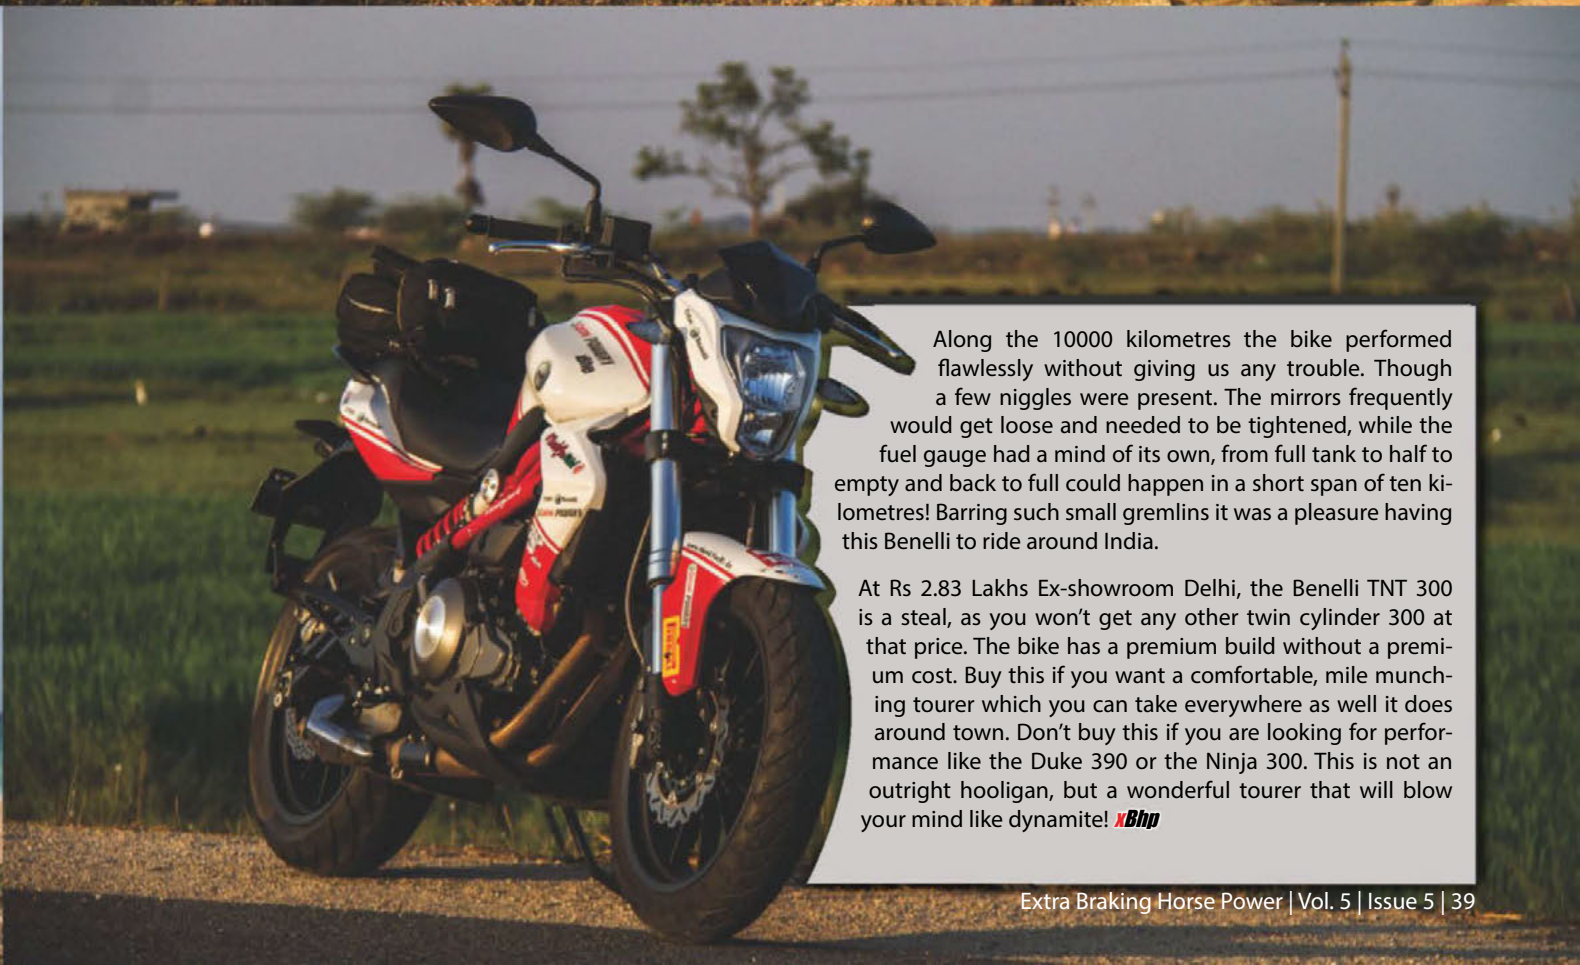 Along the 10000 kilometres the bike performed
flawlessly without giving us any trouble. Though
a few niggles were present. The mirrors frequently
would get loose and needed to be tightened, while the
fuel gauge had a mind of its own, from full tank to half to
empty and back to full could happen in a short span of ten ki-
lometres! Barring such small gremlins it was a pleasure having
this Benelli to ride around India.
At Rs 2.83 Lakhs Ex-showroom Delhi, the Benelli TNT 300
is a steal, as you won’t get any other twin cylinder 300 at
that price. The bike has a premium build without a premi-
um cost. Buy this if you want a comfortable, mile munch-
ing tourer which you can take everywhere as well it does
around town. Don’t buy this if you are looking for perfor-
mance like the Duke 390 or the Ninja 300. This is not an
outright hooligan, but a wonderful tourer that will blow
your mind like dynamite! xBhp
Extra Braking Horse Power | Vol. 5 | Issue 5 | 39